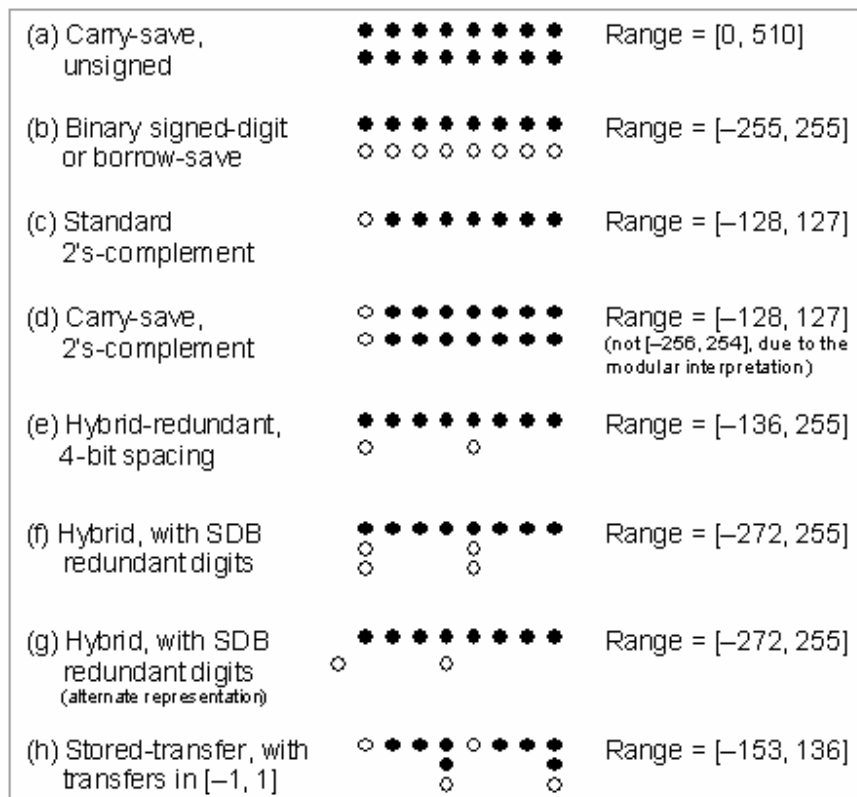 (a) Carry-save, Range = [0, 510]
unsigned
(b) Binary signed-digit Range = [–255, 255]
or borrow-save
(c) Standard Range = [–128, 127]
2's-complement
(d) Carry-save, Range = [–128, 127]
2's-complement (not [–256, 254], due to the
modular interpretation)
(e) Hybrid-redundant, Range = [–136, 255]
4-bit spacing
(f) Hybrid, with SDB Range = [–272, 255]
redundant digits
(g) Hybrid, with SDB Range = [–272, 255]
redundant digits
(alternate representation)
(h) Stored-transfer, with Range = [–153, 136]
transfers in [–1, 1]